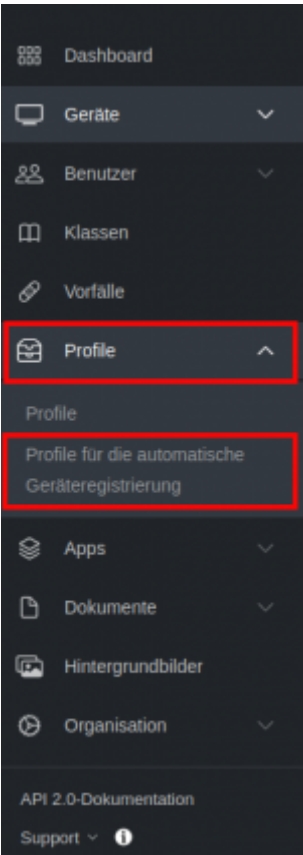 Dashboard
Geräte
Benutzer
Klassen
Vorfälle
Profile
Profile
Profile für die automatische
Geräteregistrierung
Apps
Dokumente
Hintergrundbilder
Organisation
API 2.0-Dokumentation
Support